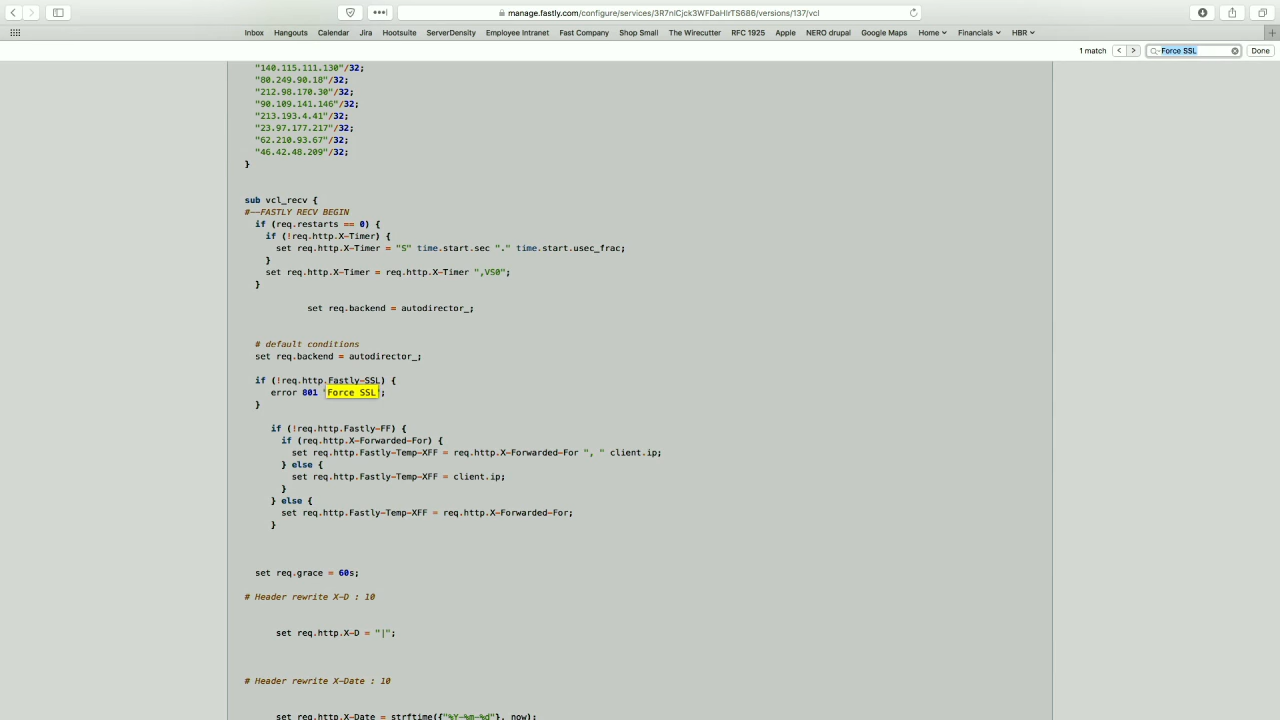 manage.fastly.com/configure/services/3R7nlCjck3WFDaHlrTS686/versions/137/vcl
Inbox Hangouts Calendar Jira Hootsuite ServerDensity Employee Intranet Fast Company Shop Small The Wirecutter RFC 1925 Apple NERO drupal Google Maps Home Financials HBR
1 match Force SSL Done
"140.115.111.130"/32;
"80.249.90.18"/32;
"212.98.170.30"/32;
"90.109.141.146"/32;
"213.193.4.41"/32;
"23.97.177.217"/32;
"62.210.93.67"/32;
"46.42.48.209"/32;
}
sub vcl_recv {
#--FASTLY RECV BEGIN
if (req.restarts == 0) {
if (!req.http.X-Timer) {
set req.http.X-Timer = "S" time.start.sec "." time.start.usec_frac;
}
set req.http.X-Timer = req.http.X-Timer ",VS0";
}
set req.backend = autodirector_;
# default conditions
set req.backend = autodirector_;
if (!req.http.Fastly-SSL) {
error 801 "Force SSL";
}
if (!req.http.Fastly-FF) {
if (req.http.X-Forwarded-For) {
set req.http.Fastly-Temp-XFF = req.http.X-Forwarded-For ", " client.ip;
} else {
set req.http.Fastly-Temp-XFF = client.ip;
}
} else {
set req.http.Fastly-Temp-XFF = req.http.X-Forwarded-For;
}
set req.grace = 60s;
# Header rewrite X-D : 10
set req.http.X-D = "|";
# Header rewrite X-Date : 10
set req.http.X-Date = strftime({"%Y-%m-%d"}, now);